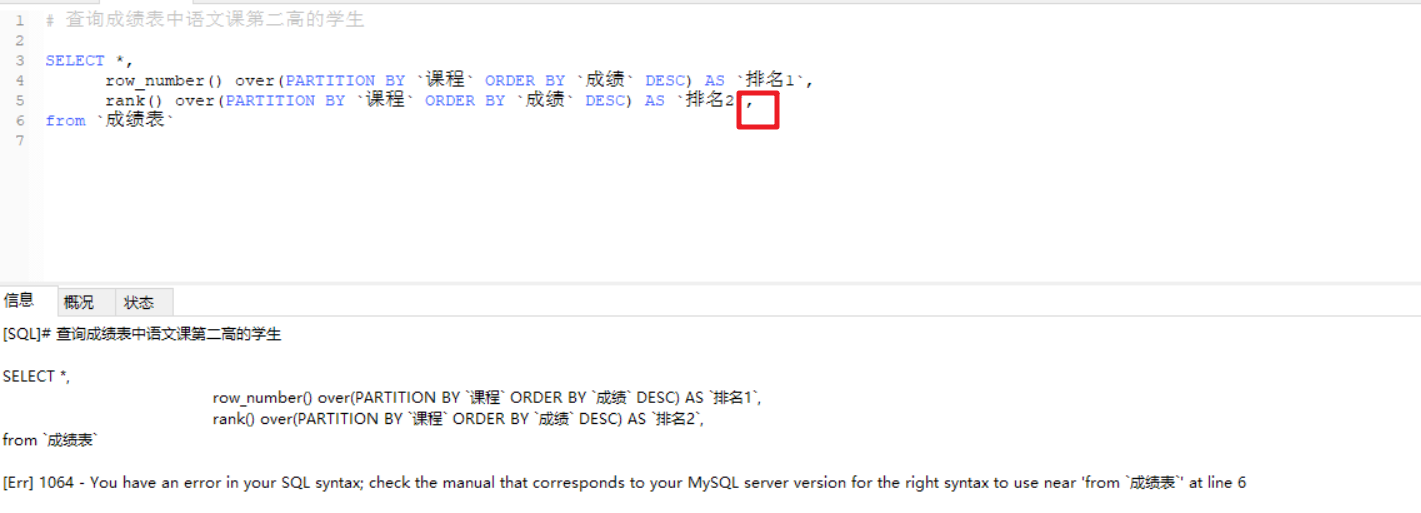 1 # 查询成绩表中语文课第二高的学生
2
3 SELECT *,
4 row_number() over(PARTITION BY `课程` ORDER BY `成绩` DESC) AS `排名1`,
5 rank() over(PARTITION BY `课程` ORDER BY `成绩` DESC) AS `排名2`,
6 from `成绩表`
7
信息 概况 状态
[SQL]# 查询成绩表中语文课第二高的学生
SELECT *,
row_number() over(PARTITION BY `课程` ORDER BY `成绩` DESC) AS `排名1`,
rank() over(PARTITION BY `课程` ORDER BY `成绩` DESC) AS `排名2`,
from `成绩表`
[Err] 1064 - You have an error in your SQL syntax; check the manual that corresponds to your MySQL server version for the right syntax to use near 'from `成绩表`' at line 6